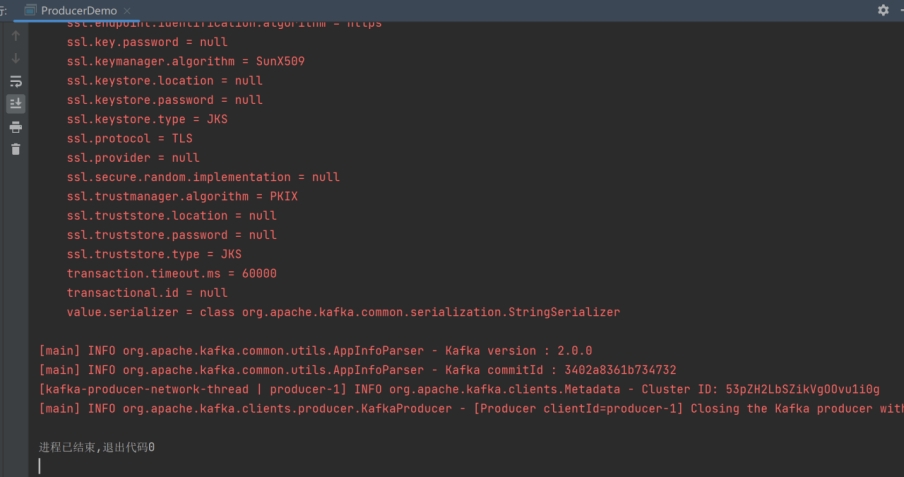 行: ProducerDemo ×
ssl.endpoint.identification.algorithm = https
ssl.key.password = null
ssl.keymanager.algorithm = SunX509
ssl.keystore.location = null
ssl.keystore.password = null
ssl.keystore.type = JKS
ssl.protocol = TLS
ssl.provider = null
ssl.secure.random.implementation = null
ssl.trustmanager.algorithm = PKIX
ssl.truststore.location = null
ssl.truststore.password = null
ssl.truststore.type = JKS
transaction.timeout.ms = 60000
transactional.id = null
value.serializer = class org.apache.kafka.common.serialization.StringSerializer
[main] INFO org.apache.kafka.common.utils.AppInfoParser - Kafka version : 2.0.0
[main] INFO org.apache.kafka.common.utils.AppInfoParser - Kafka commitId : 3402a8361b734732
[kafka-producer-network-thread | producer-1] INFO org.apache.kafka.clients.Metadata - Cluster ID: 53pZH2LbSZikVgOOvu1i0g
[main] INFO org.apache.kafka.clients.producer.KafkaProducer - [Producer clientId=producer-1] Closing the Kafka producer with
进程已结束,退出代码0